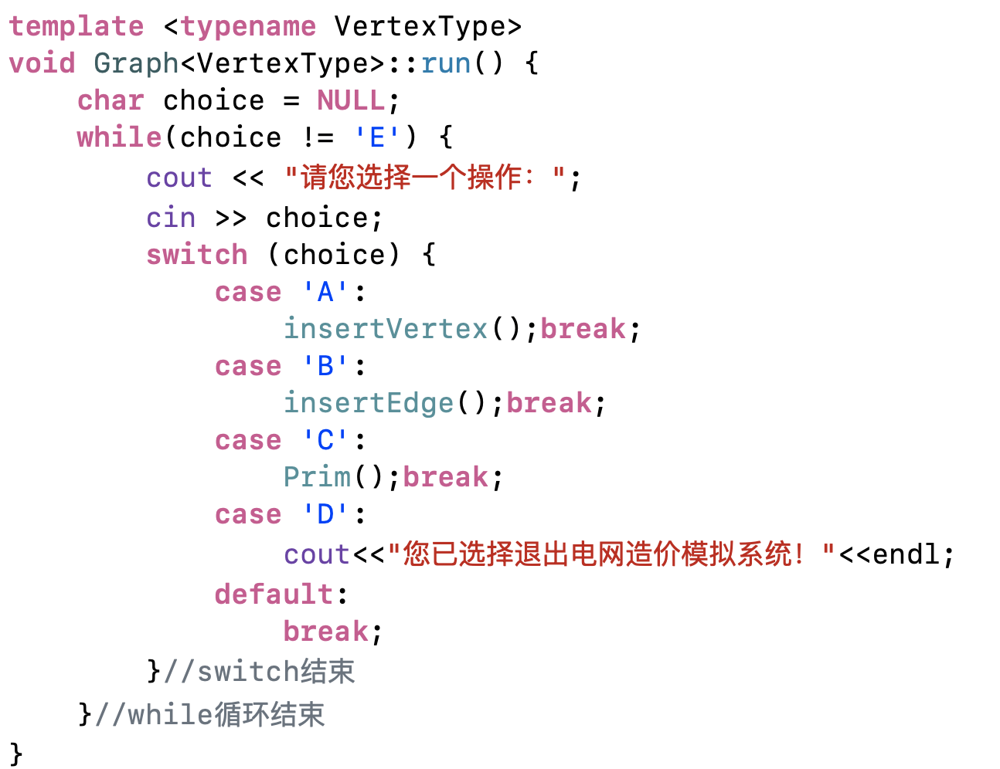 template <typename VertexType>
void Graph<VertexType>::run() {
    char choice = NULL;
    while(choice != 'E') {
        cout << "请您选择一个操作：";
        cin >> choice;
        switch (choice) {
            case 'A':
                insertVertex();break;
            case 'B':
                insertEdge();break;
            case 'C':
                Prim();break;
            case 'D':
                cout<<"您已选择退出电网造价模拟系统！"<<endl;
            default:
                break;
        }//switch结束
    }//while循环结束
}